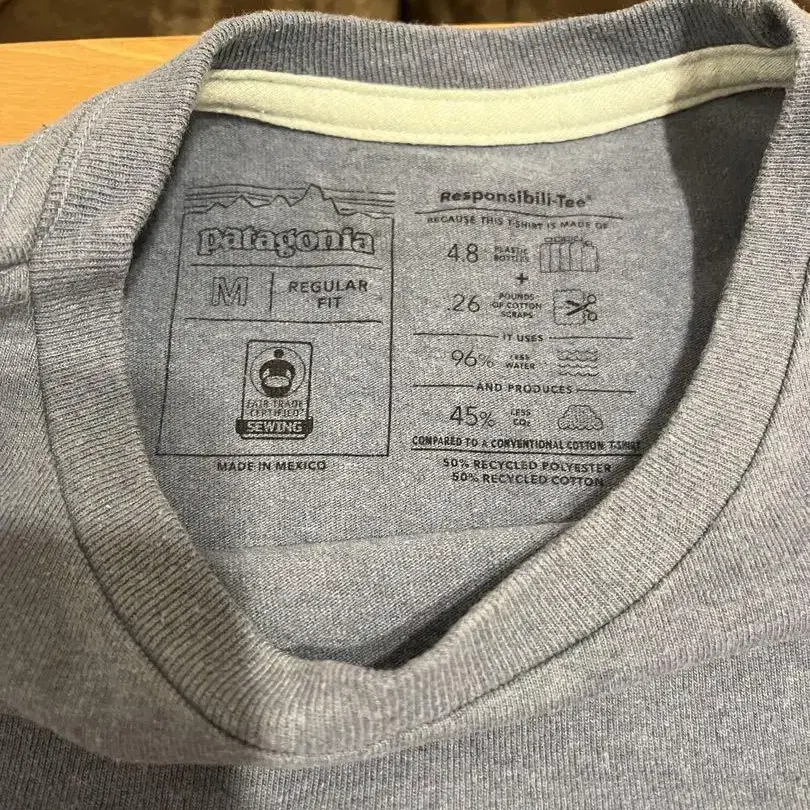 patagonia®
M
REGULAR
FIT
FAIR TRADE
CERTIFIED™
SEWING
MADE IN MEXICO
Responsibili-Tee®
BECAUSE THIS T-SHIRT IS MADE OF
4.8 PLASTIC
BOTTLES
+
.26 POUNDS
OF COTTON
SCRAPS
IT USES
96% LESS
WATER
AND PRODUCES
45% LESS
CO₂
COMPARED TO A CONVENTIONAL COTTON T-SHIRT
50% RECYCLED POLYESTER
50% RECYCLED COTTON